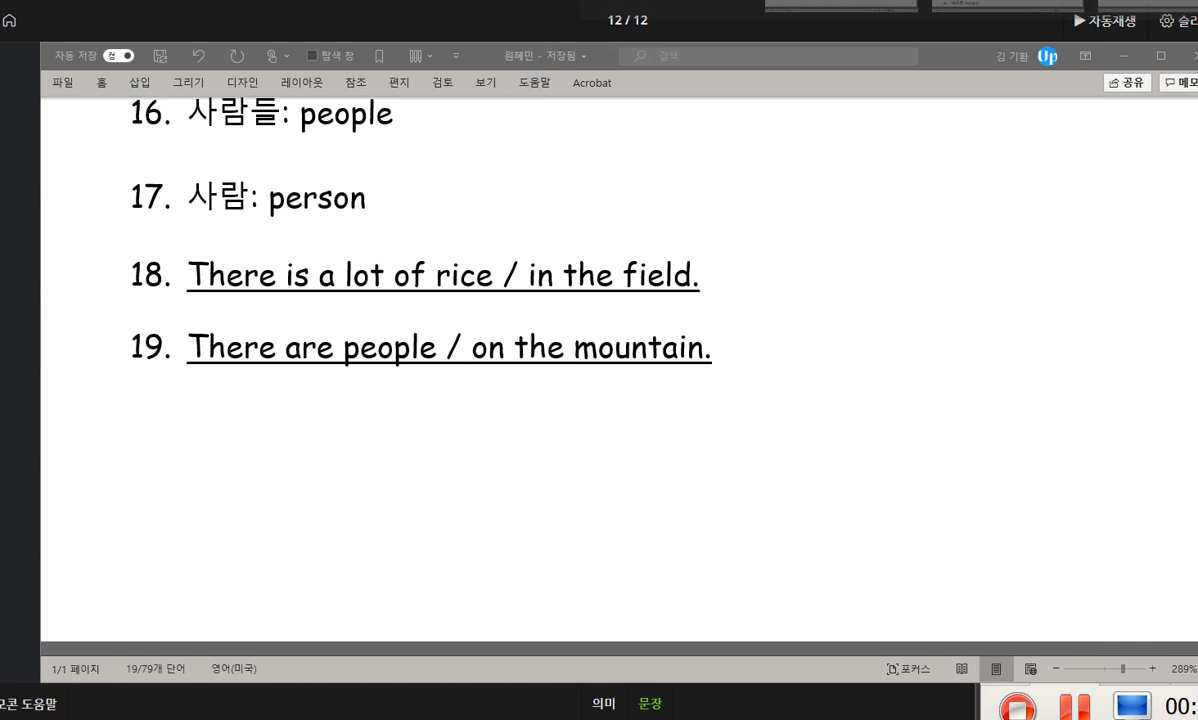 12 / 12
▶ 자동재생
자동 저장 컴
탐색 창
원혜민 - 저장됨
검색
김 기환
Up
파일 홈 삽입 그리기 디자인 레이아웃 참조 편지 검토 보기 도움말 Acrobat
공유
16. 사람들: people
17. 사람: person
18. There is a lot of rice / in the field.
19. There are people / on the mountain.
1/1 페이지 19/79개 단어 영어(미국)
포커스
289%
도움말
의미 문장
00: